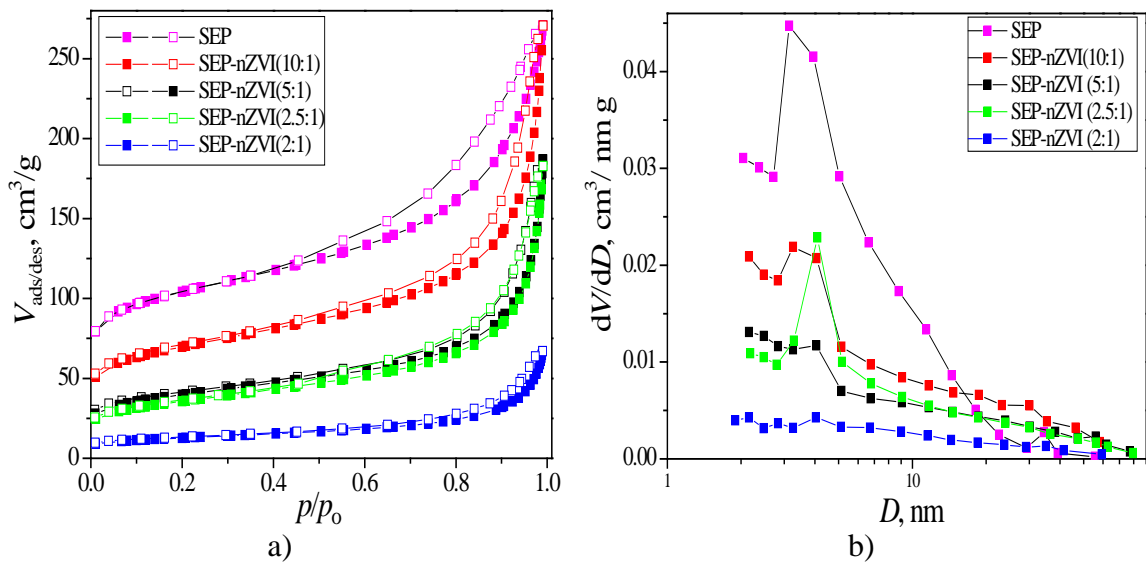 SEP
SEP-nZVI(10:1)
SEP-nZVI(5:1)
SEP-nZVI(2.5:1)
SEP-nZVI(2:1)
250
200
150
100
50
0
V ads/des, cm³/g
0.0 0.2 0.4 0.6 0.8 1.0
p/po
a)
SEP
SEP-nZVI(10:1)
SEP-nZVI (5:1)
SEP-nZVI (2.5:1)
SEP-nZVI (2:1)
0.04
0.03
0.02
0.01
0.00
dV/dD, cm³/ nm g
1 10
D, nm
b)